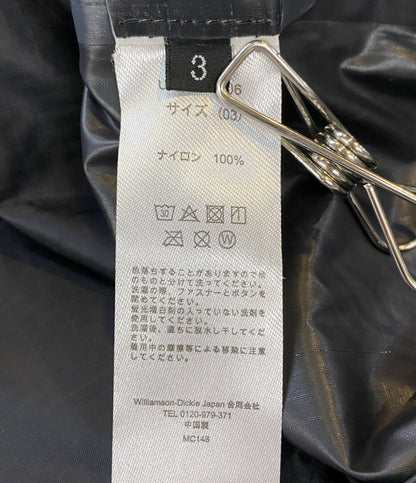 3
サイズ (03)
ナイロン 100%
30
W
色落ちすることがありますので他
のものと分けて洗ってください。
洗濯の際、ファスナーとボタンを
閉めてください。
蛍光増白剤の入っていない洗剤を
使用してください。
洗濯後、直ちに脱水し干してくだ
さい。
着用中の摩擦等による移染に注意
してください。
Williamson-Dickie Japan 合同会社
TEL 0120-979-371
中国製
MC148